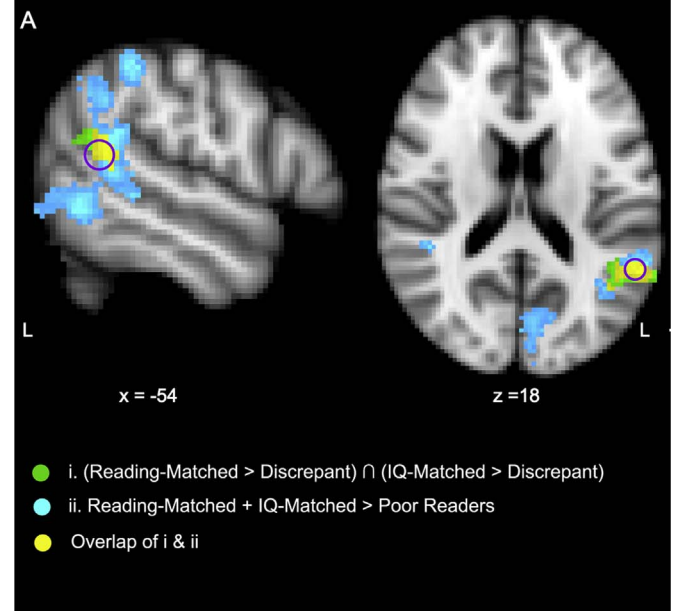 A
L
L
x = -54
z =18
i. (Reading-Matched > Discrepant) ∩ (IQ-Matched > Discrepant)
ii. Reading-Matched + IQ-Matched > Poor Readers
Overlap of i & ii